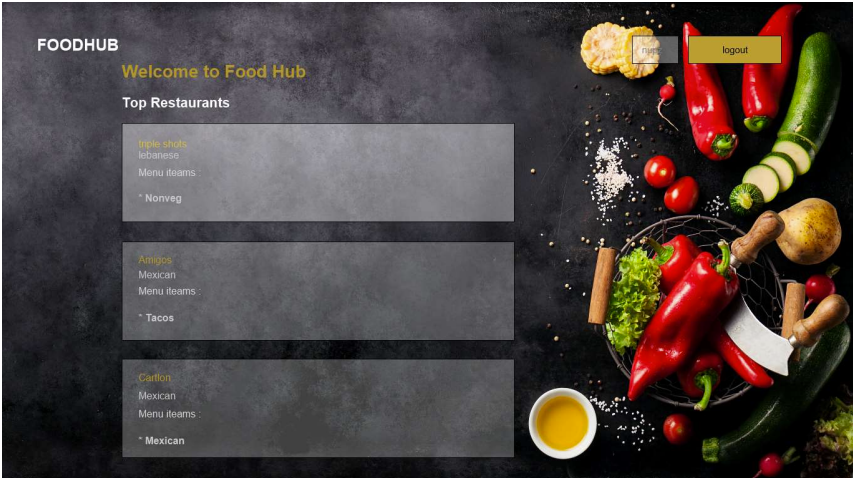 FOODHUB
logout
Welcome to Food Hub
Top Restaurants
triple shots
lebanese
Menu iteams :
* Nonveg
Amigos
Mexican
Menu iteams :
* Tacos
Carlton
Mexican
Menu iteams :
* Mexican